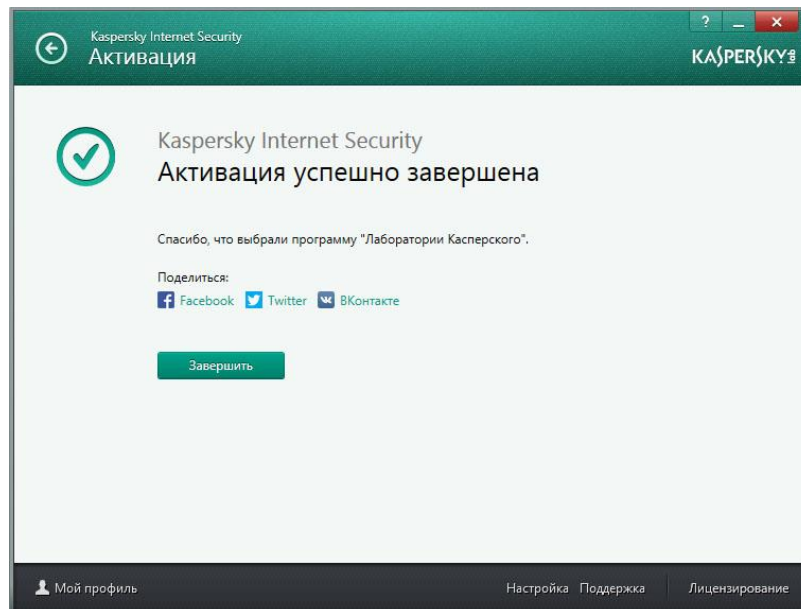 Kaspersky Internet Security
Активация
?
KASPERSKY lab
Kaspersky Internet Security
Активация успешно завершена
Спасибо, что выбрали программу "Лаборатории Касперского".
Поделиться:
Facebook Twitter ВКонтакте
Завершить
Мой профиль Настройка Поддержка Лицензирование